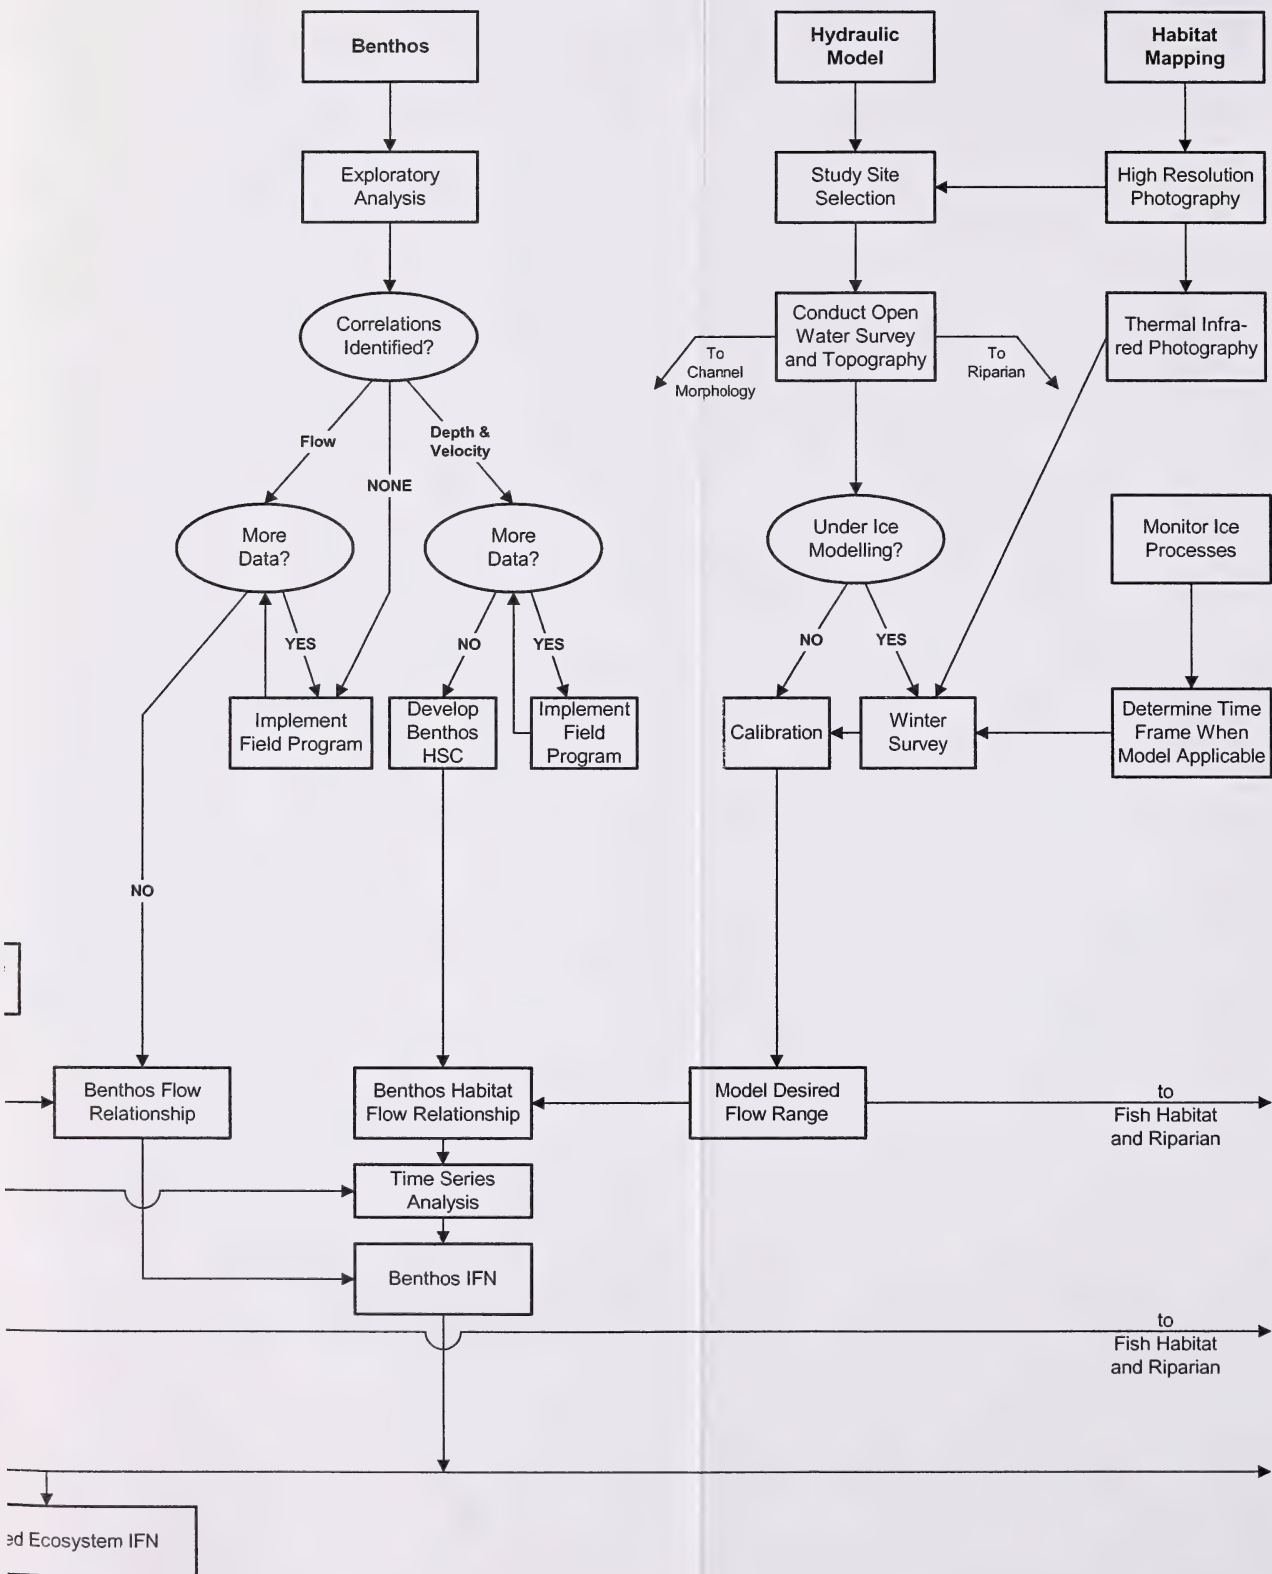 Benthos
Hydraulic
Model
Habitat
Mapping
Exploratory
Analysis
Study Site
Selection
High Resolution
Photography
Correlations
Identified?
Conduct Open
Water Survey
and Topography
Thermal Infra-
red Photography
To
Channel
Morphology
To
Riparian
Flow
Depth &
Velocity
NONE
More
Data?
More
Data?
Under Ice
Modelling?
Monitor Ice
Processes
YES
NO
YES
NO
YES
Implement
Field Program
Develop
Benthos
HSC
Implement
Field
Program
Calibration
Winter
Survey
Determine Time
Frame When
Model Applicable
NO
Benthos Flow
Relationship
Benthos Habitat
Flow Relationship
Model Desired
Flow Range
to
Fish Habitat
and Riparian
Time Series
Analysis
Benthos IFN
to
Fish Habitat
and Riparian
Ecosystem IFN